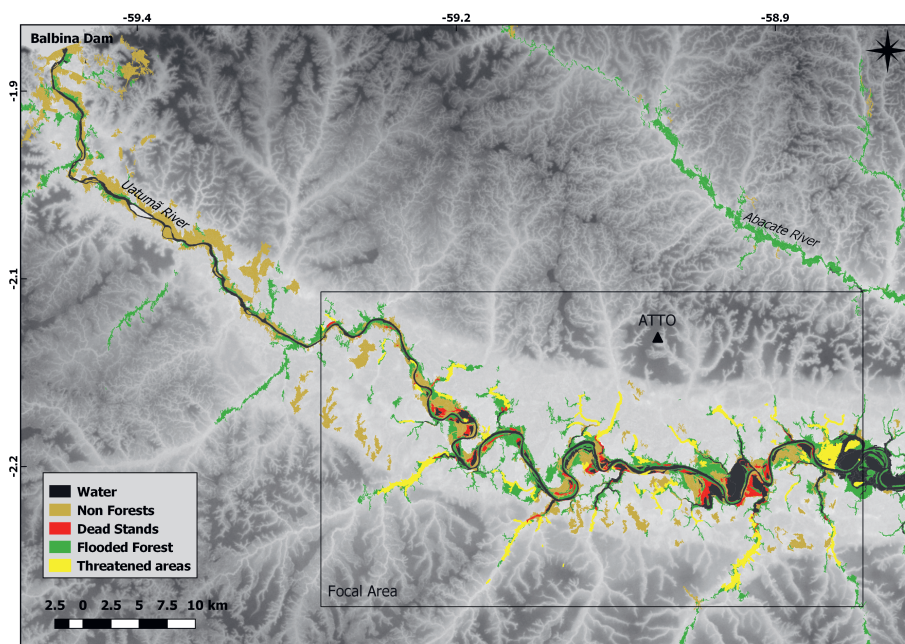 -59.4
-59.2
-58.9
Balbina Dam
-1.9
Uatumã River
Abacate River
-2.1
ATTO
-2.2
Water
Non Forests
Dead Stands
Flooded Forest
Threatened areas
Focal Area
2.5 0 2.5 5 7.5 10 km